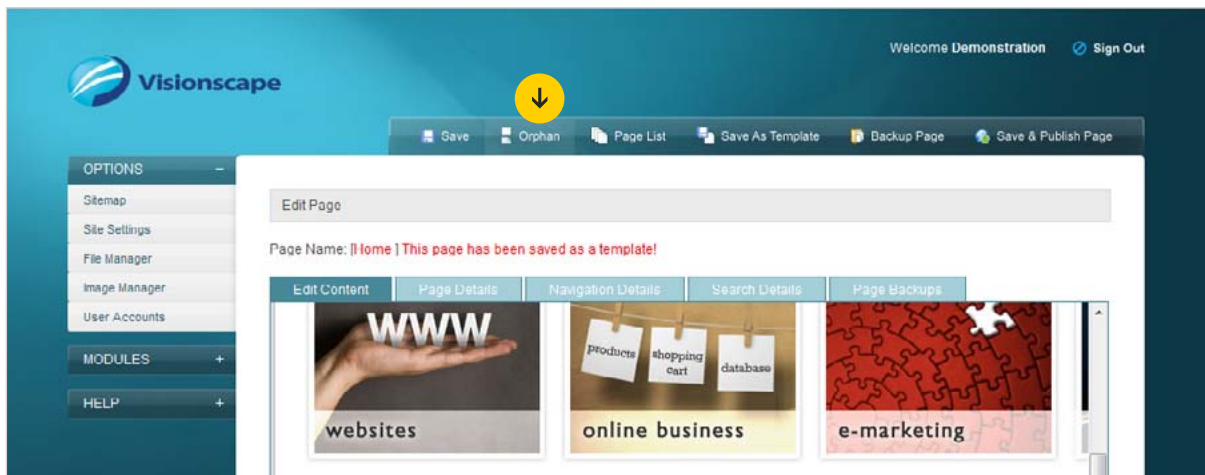 Welcome Demonstration Sign Out
Visionscape
Save Orphan Page List Save As Template Backup Page Save & Publish Page
OPTIONS –
Sitemap
Site Settings
File Manager
Image Manager
User Accounts
MODULES +
HELP +
Edit Page
Page Name: [Home ] This page has been saved as a template!
Edit Content Page Details Navigation Details Search Details Page Backups
WWW
products shopping cart database
websites online business e-marketing